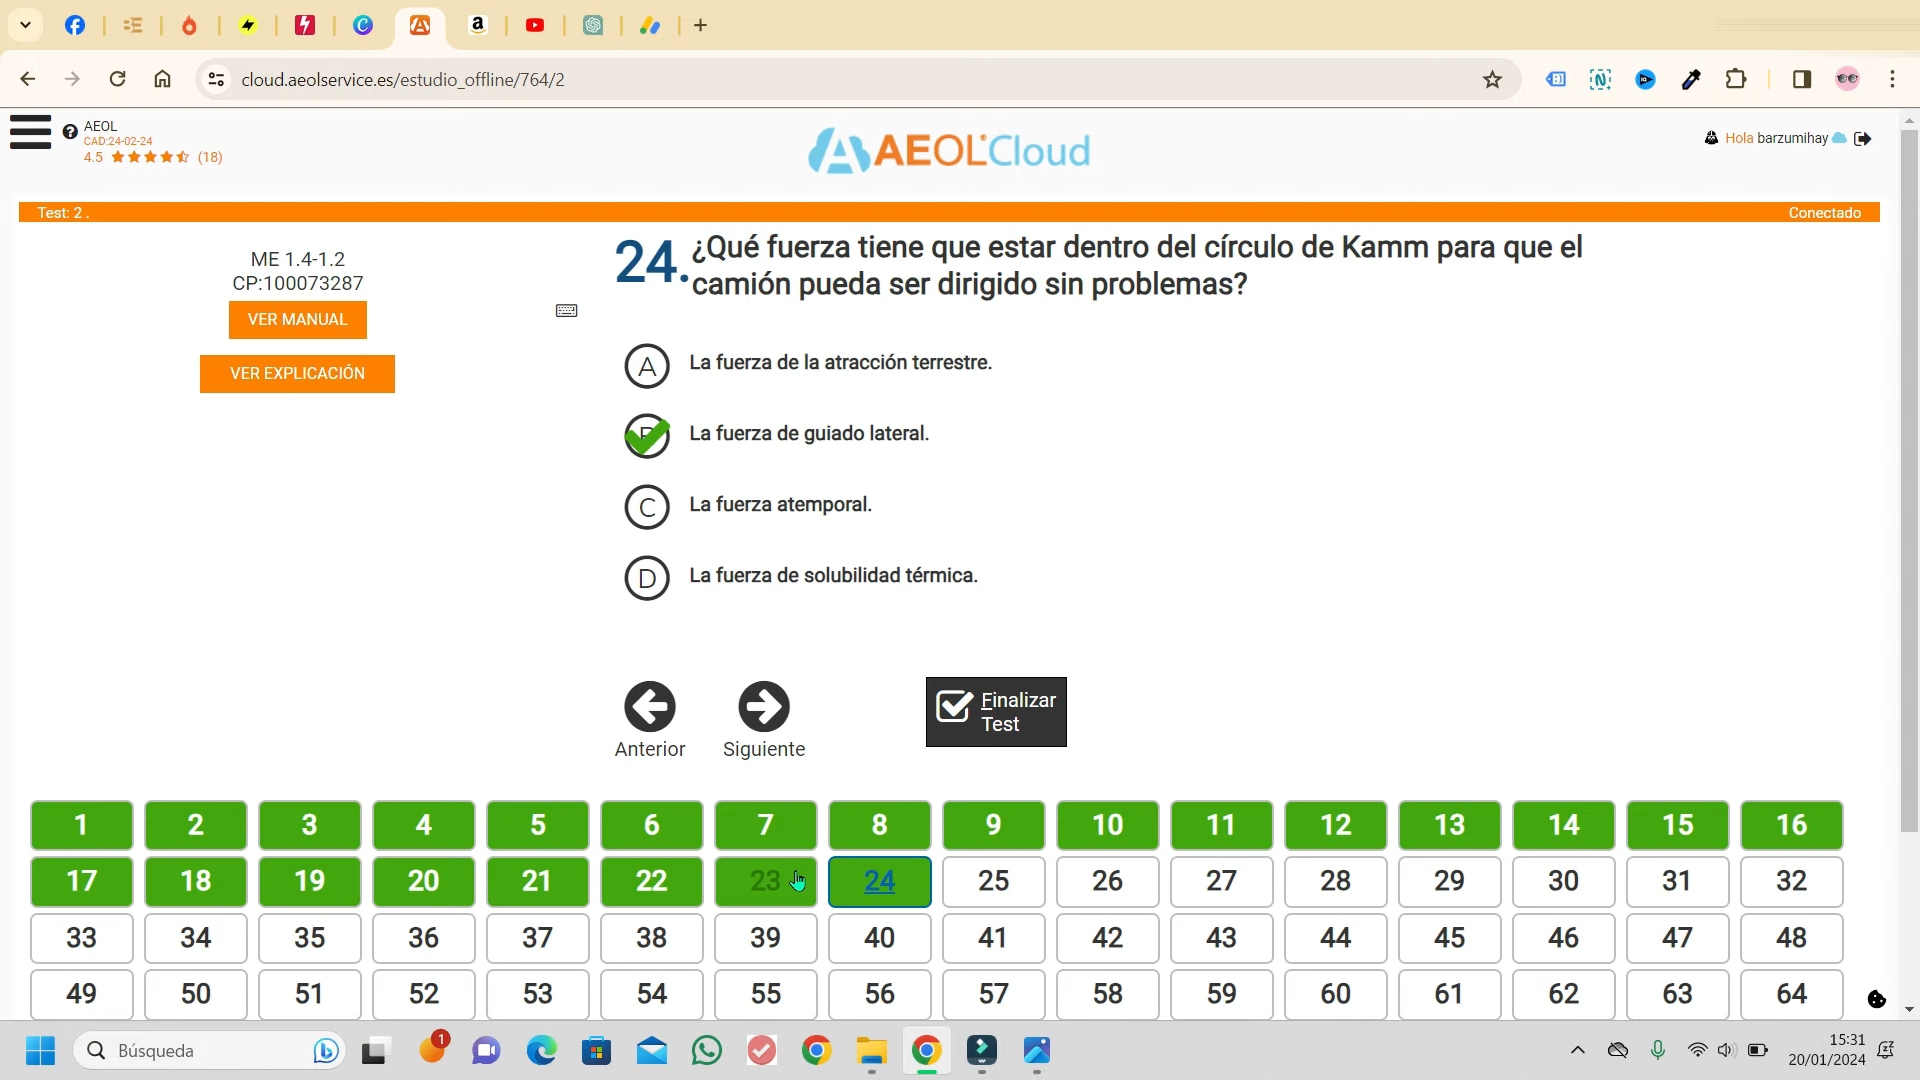 cloud.aeolservice.es/estudio_offline/764/2
AEOL
CAD:24-02-24
4.5 (18)
AEOL Cloud
Hola barzumihay
Test: 2 .
Conectado
ME 1.4-1.2
CP:100073287
VER MANUAL
VER EXPLICACIÓN
24. ¿Qué fuerza tiene que estar dentro del círculo de Kamm para que el
camión pueda ser dirigido sin problemas?
A La fuerza de la atracción terrestre.
B La fuerza de guiado lateral.
C La fuerza atemporal.
D La fuerza de solubilidad térmica.
Anterior
Siguiente
Finalizar
Test
1 2 3 4 5 6 7 8 9 10 11 12 13 14 15 16
17 18 19 20 21 22 23 24 25 26 27 28 29 30 31 32
33 34 35 36 37 38 39 40 41 42 43 44 45 46 47 48
49 50 51 52 53 54 55 56 57 58 59 60 61 62 63 64
Búsqueda
1
15:31
20/01/2024